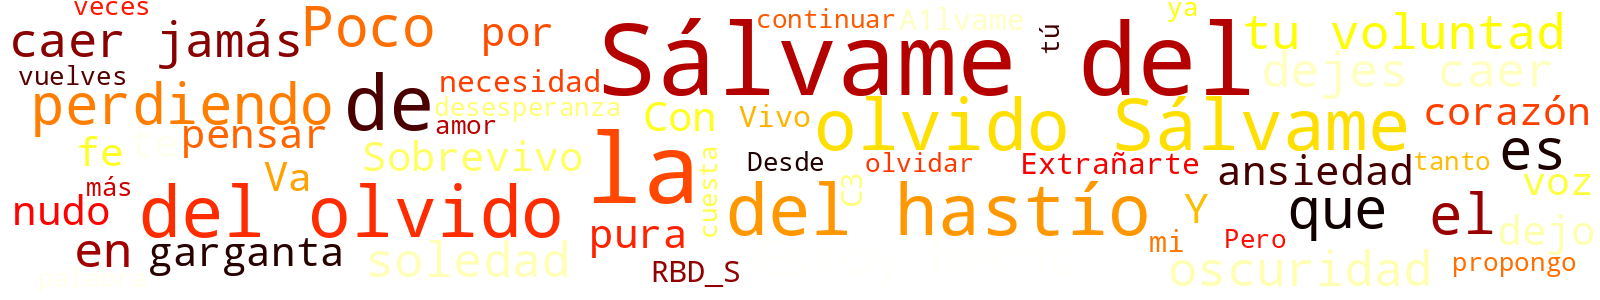 veces
caer jamás
Poco
por
continuar
A1lvame
Sálvame del
tú
ya
tu voluntad
vuelves
necesidad
dejes caer
perdiendo
de
desesperanza
amor
Con
Vivo
olvido Sálvame
corazón
pensar
fe
te
Sobrevivo
la
cuesta
Desde
olvidar
Extrañarte
ansiedad
tanto
es
Va
más
C3
voz
nudo
del olvido
pura
del hastío
Y
que
el
dejo
en garganta
soledad
mi
Pero
oscuridad
propongo
RBD_S